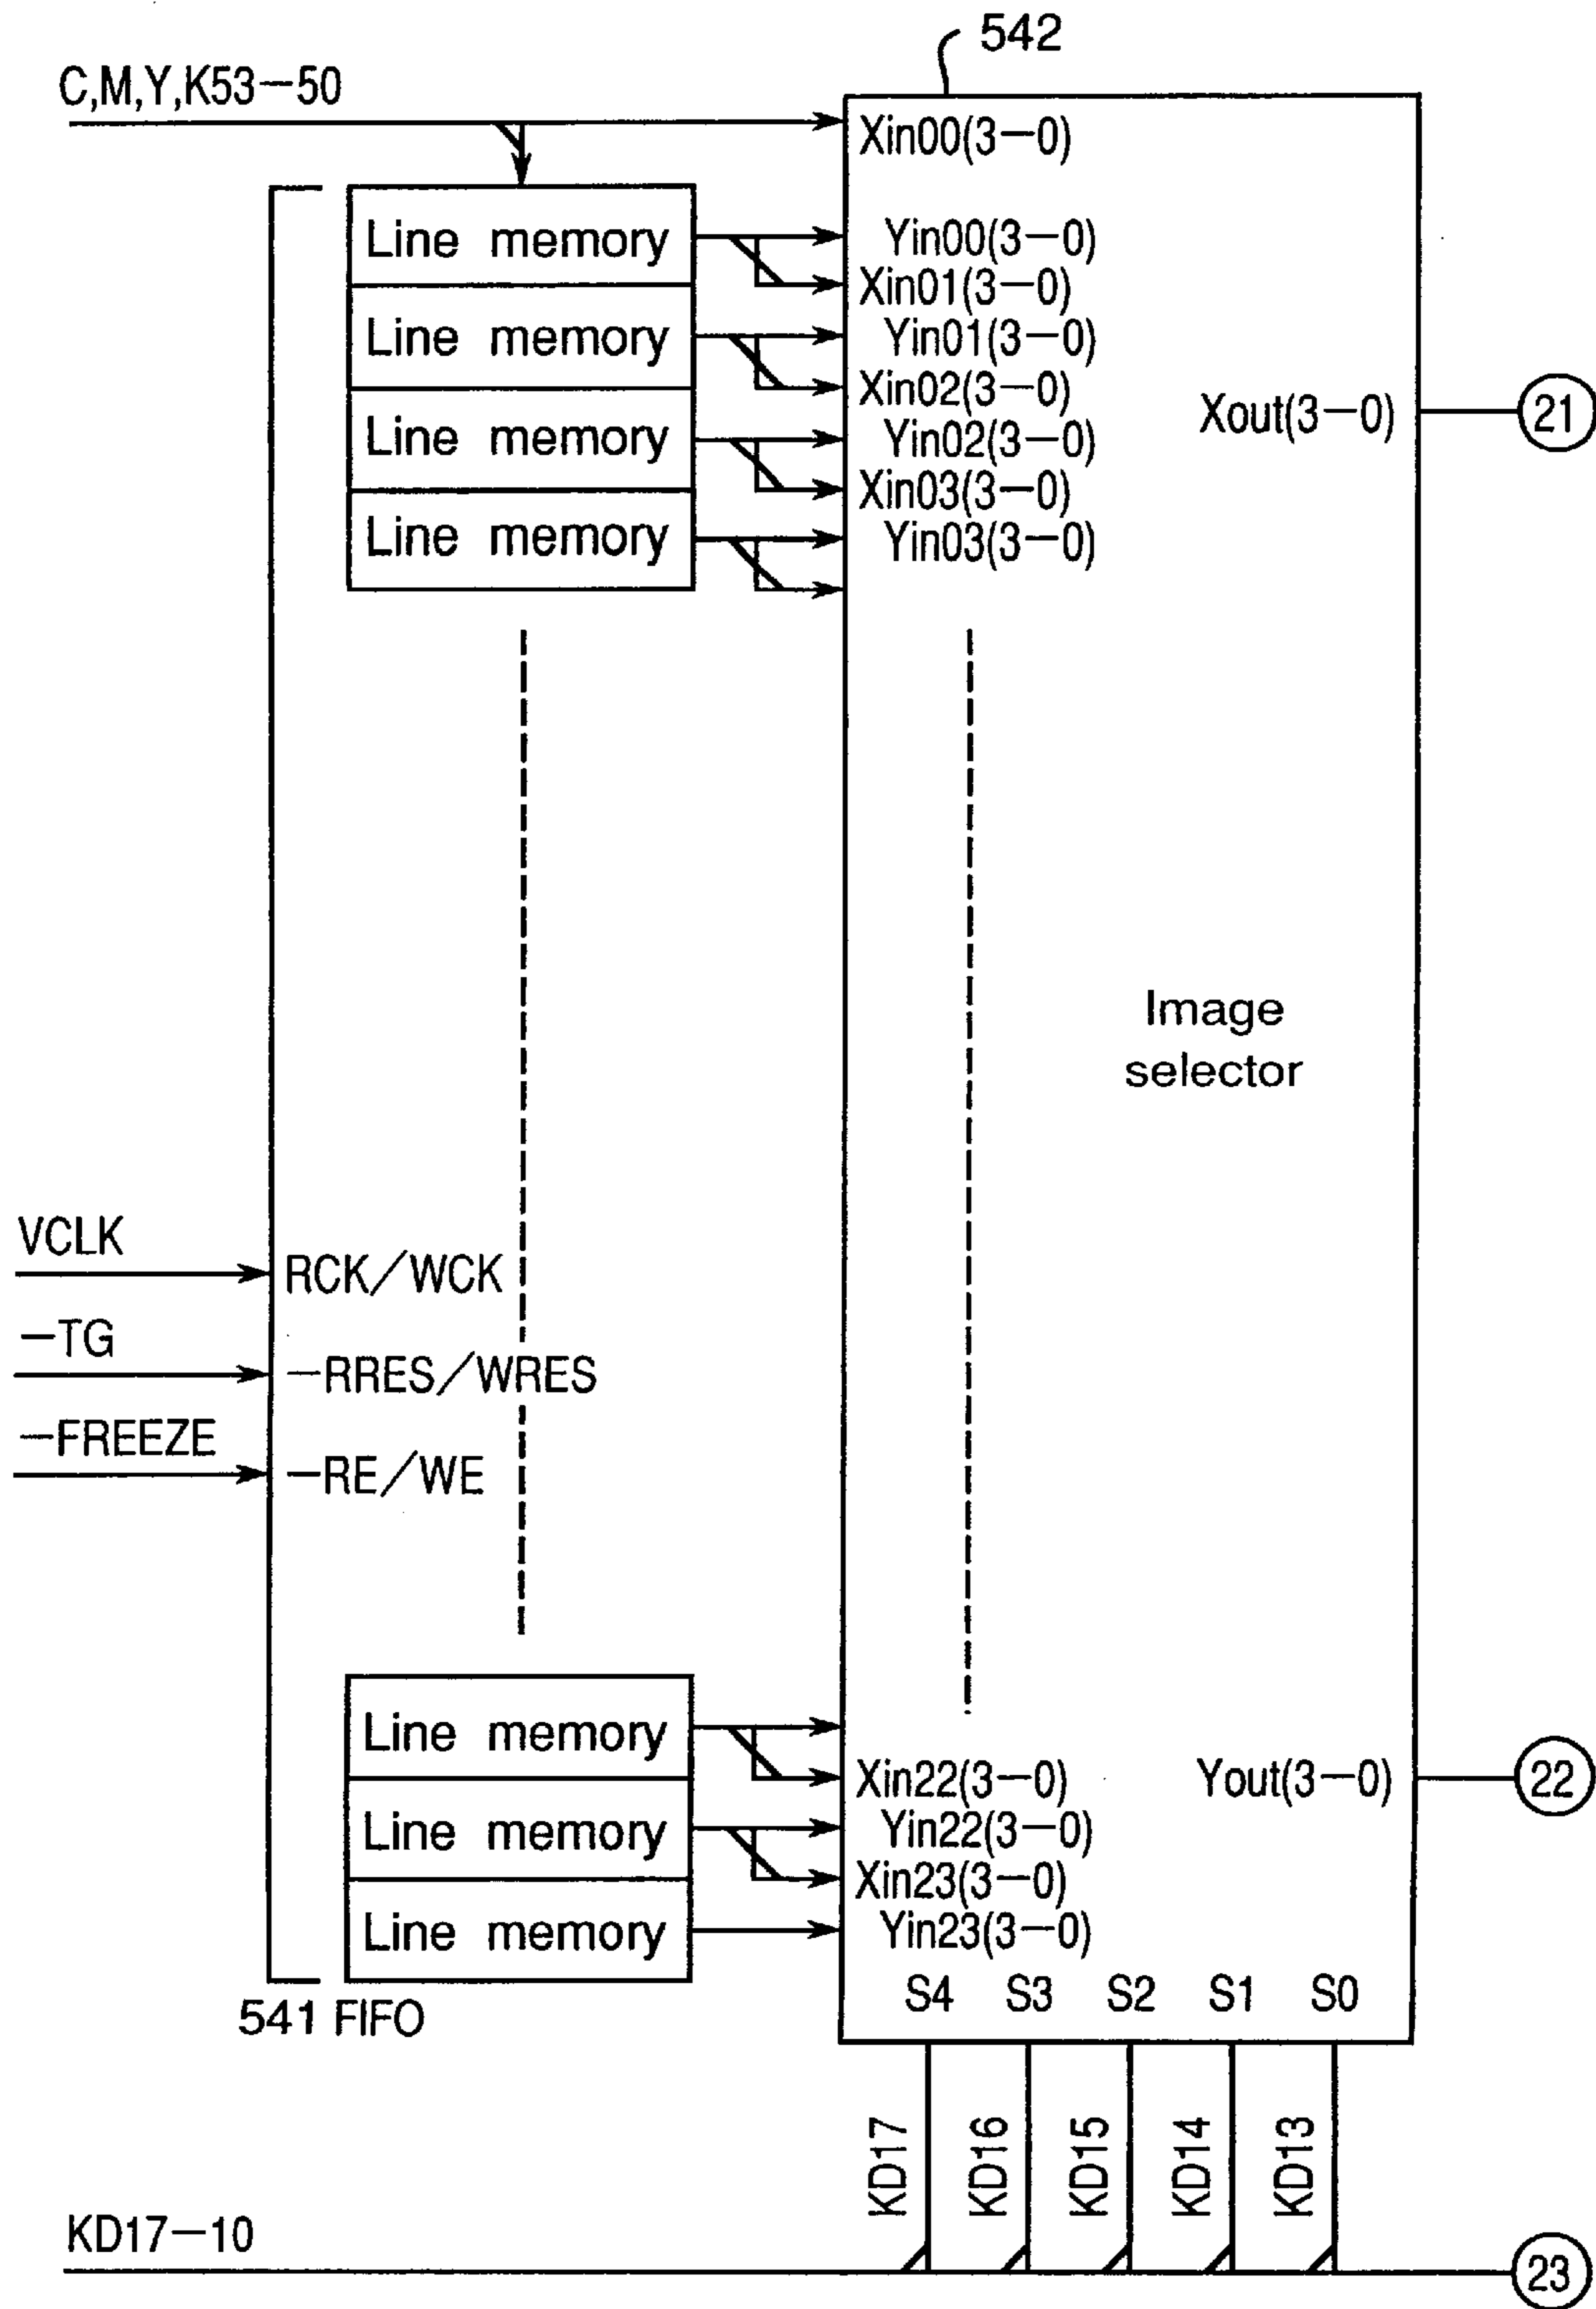 542
C,M,Y,K53−50
Xin00(3−0)
Line memory
Yin00(3−0)
Xin01(3−0)
Line memory
Yin01(3−0)
Xin02(3−0)
Line memory
Yin02(3−0)
Xout(3−0)
21
Xin03(3−0)
Line memory
Yin03(3−0)
Image
selector
VCLK
RCK/WCK
−TG
−RRES/WRES
−FREEZE
−RE/WE
Line memory
Xin22(3−0)
Yout(3−0)
22
Line memory
Yin22(3−0)
Xin23(3−0)
Line memory
Yin23(3−0)
S4 S3 S2 S1 S0
541 FIFO
KD17
KD16
KD15
KD14
KD13
KD17−10
23